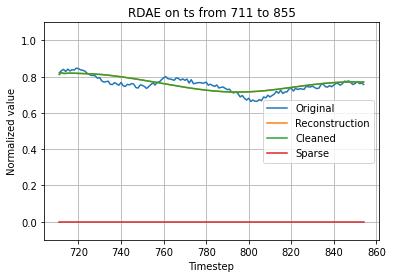 RDAE on ts from 711 to 855
Normalized value
1.0
0.8
0.6
0.4
0.2
0.0
Original
Reconstruction
Cleaned
Sparse
720 740 760 780 800 820 840 860
Timestep